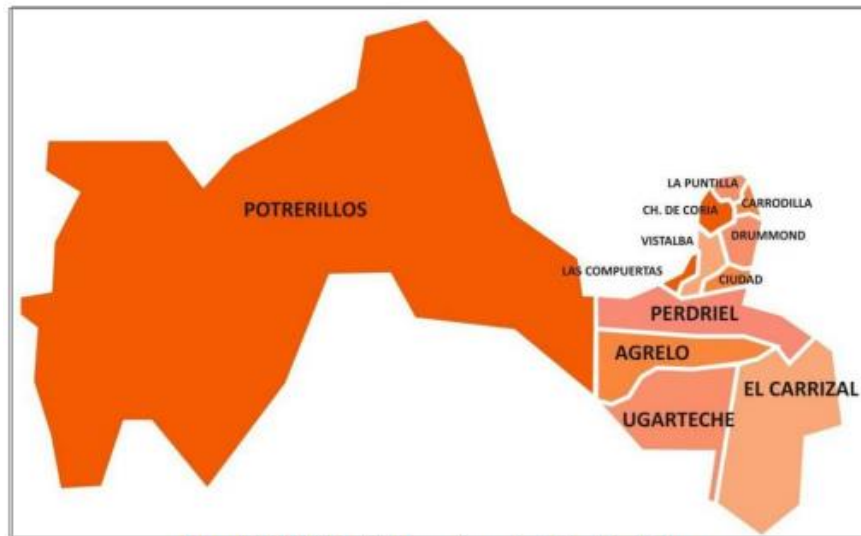 LA PUNTILLA
CARRODILLA
POTRERILLOS
CH. DE CORIA
DRUMMOND
VISTALBA
LAS COMPUERTAS
CIUDAD
PERDRIEL
AGRELO
EL CARRIZAL
UGARTECHE